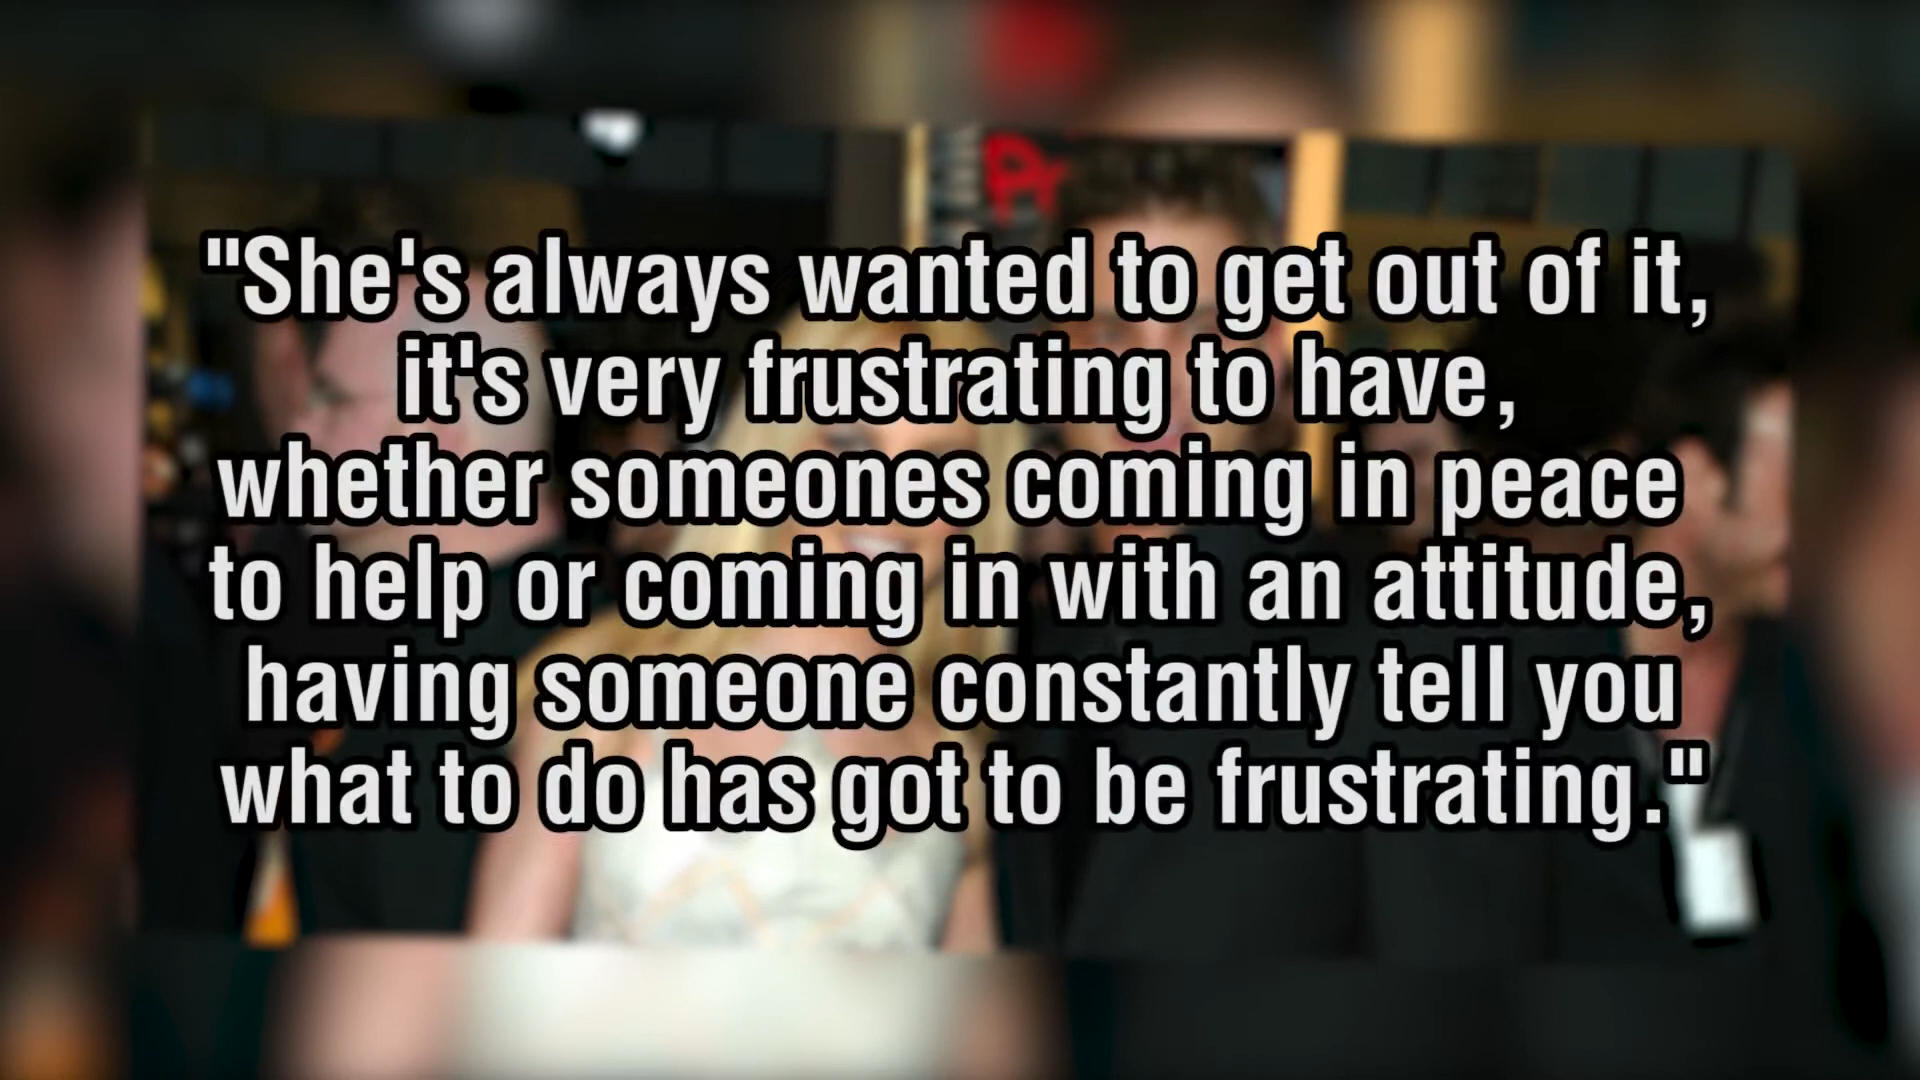 "She's always wanted to get out of it,
it's very frustrating to have,
whether someones coming in peace
to help or coming in with an attitude,
having someone constantly tell you
what to do has got to be frustrating."